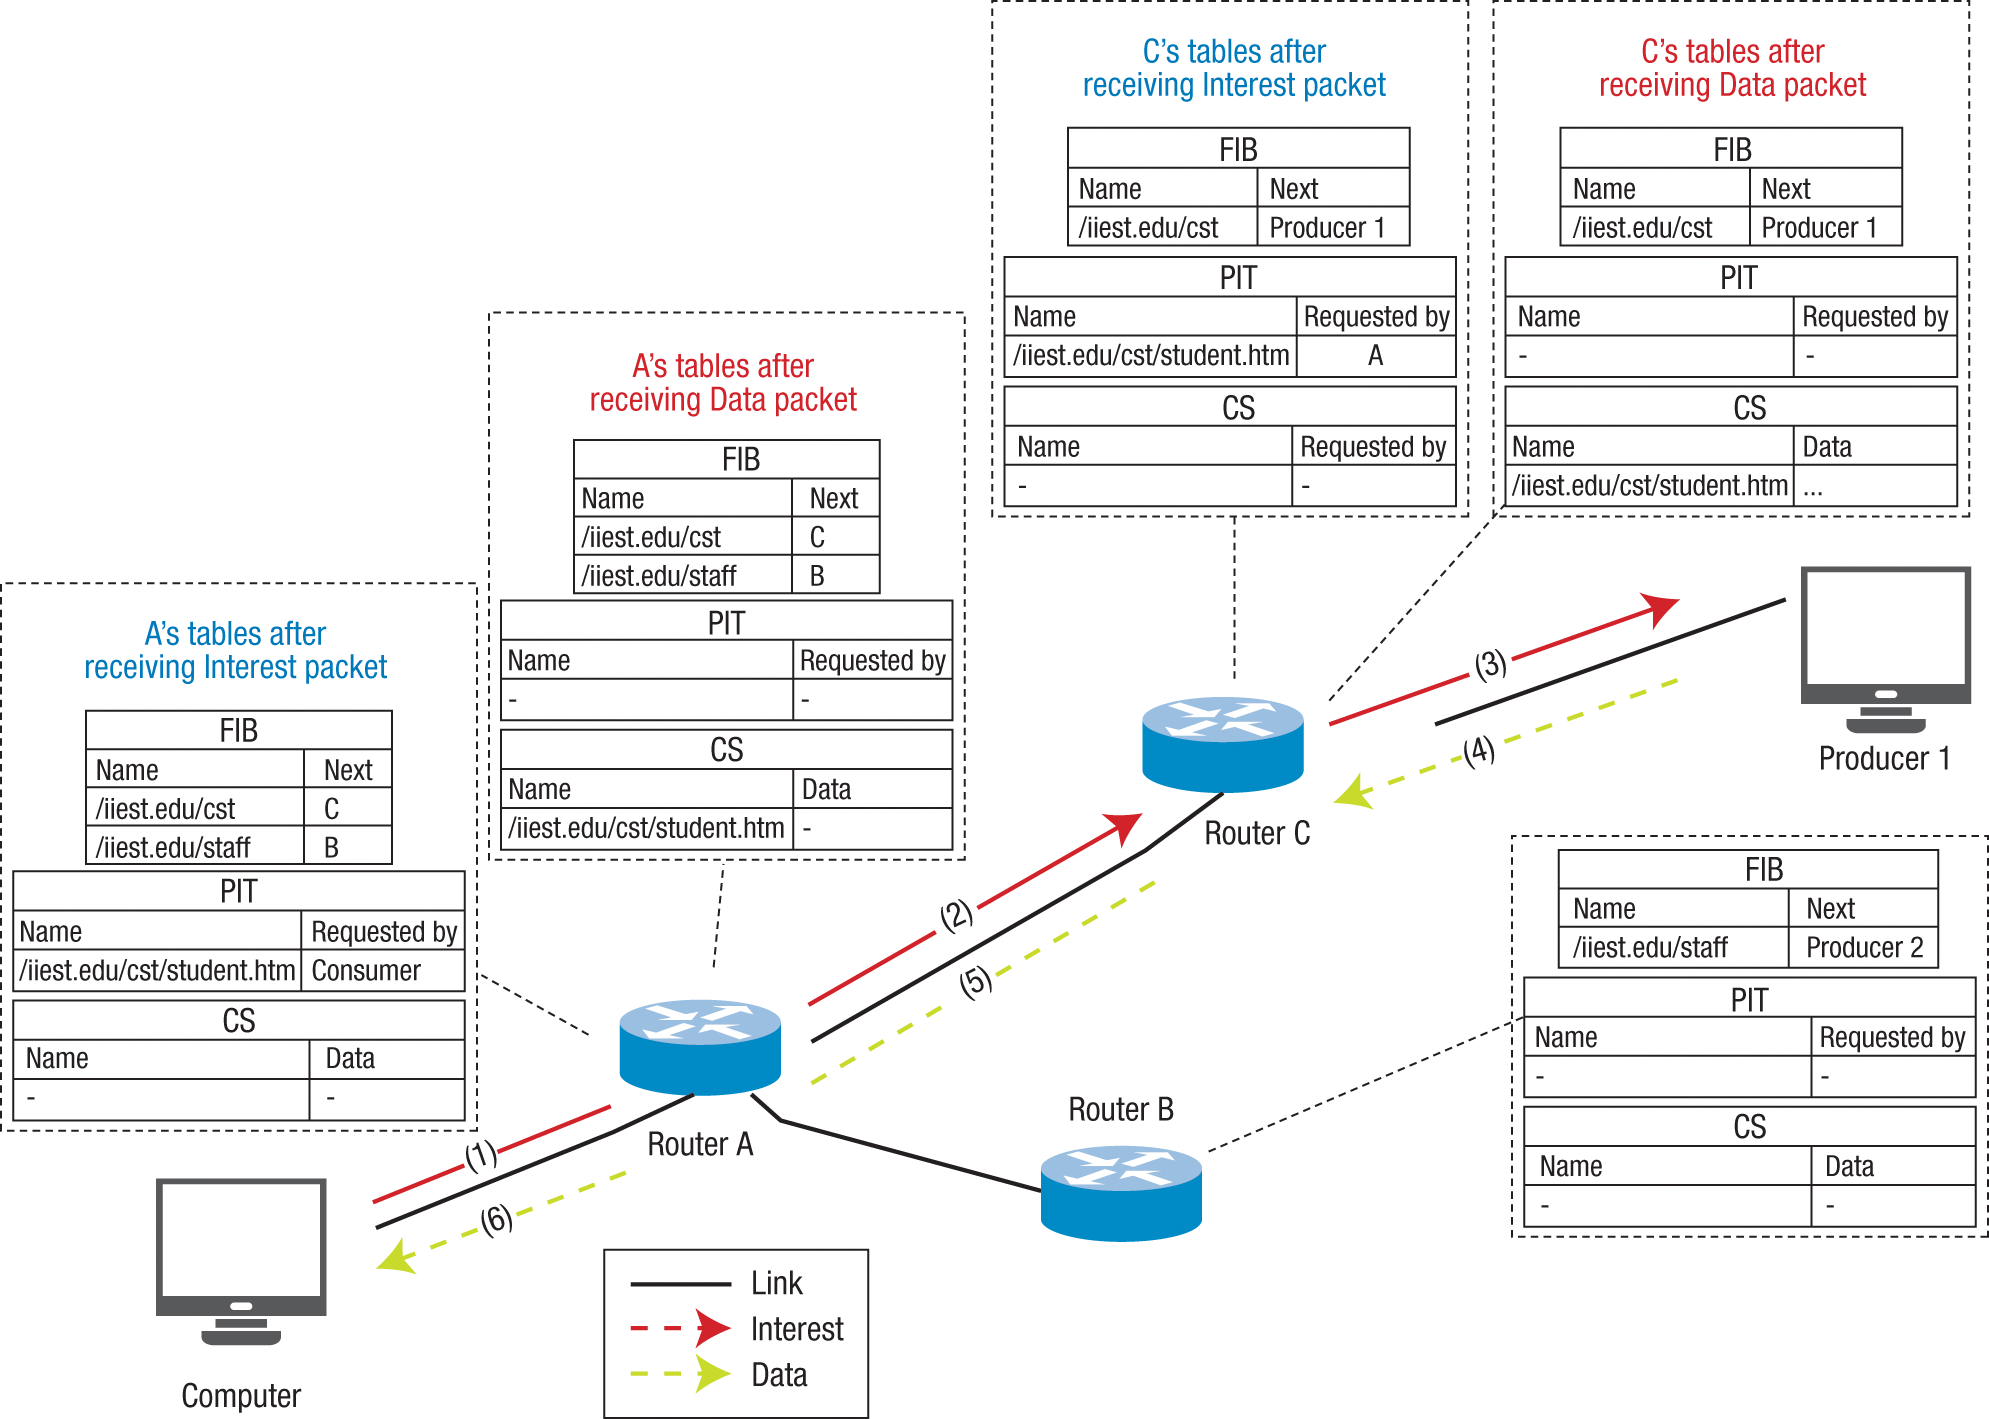 C's tables after
receiving Interest packet
FIB
Name Next
/iiest.edu/cst Producer 1
PIT
Name Requested by
/iiest.edu/cst/student.htm A
CS
Name Requested by
- -
C's tables after
receiving Data packet
FIB
Name Next
/iiest.edu/cst Producer 1
PIT
Name Requested by
- -
CS
Name Data
/iiest.edu/cst/student.htm ...
A's tables after
receiving Data packet
FIB
Name Next
/iiest.edu/cst C
/iiest.edu/staff B
PIT
Name Requested by
- -
CS
Name Data
/iiest.edu/cst/student.htm -
A's tables after
receiving Interest packet
FIB
Name Next
/iiest.edu/cst C
/iiest.edu/staff B
PIT
Name Requested by
/iiest.edu/cst/student.htm Consumer
CS
Name Data
- -
(3)
(4)
Producer 1
Router C
(2)
(5)
FIB
Name Next
/iiest.edu/staff Producer 2
PIT
Name Requested by
- -
CS
Name Data
- -
Router B
Router A
(1)
(6)
Computer
Link
Interest
Data